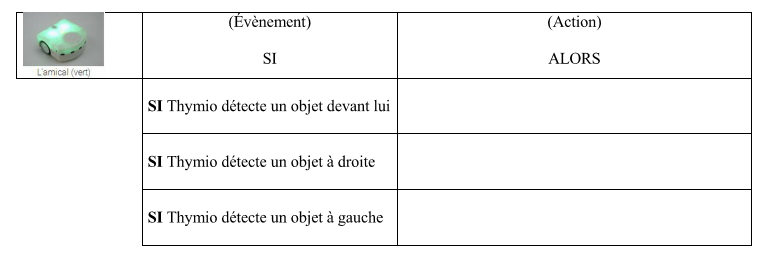 (Évènement)
(Action)
SI
ALORS
L'amical (vert)
SI Thymio détecte un objet devant lui
SI Thymio détecte un objet à droite
SI Thymio détecte un objet à gauche